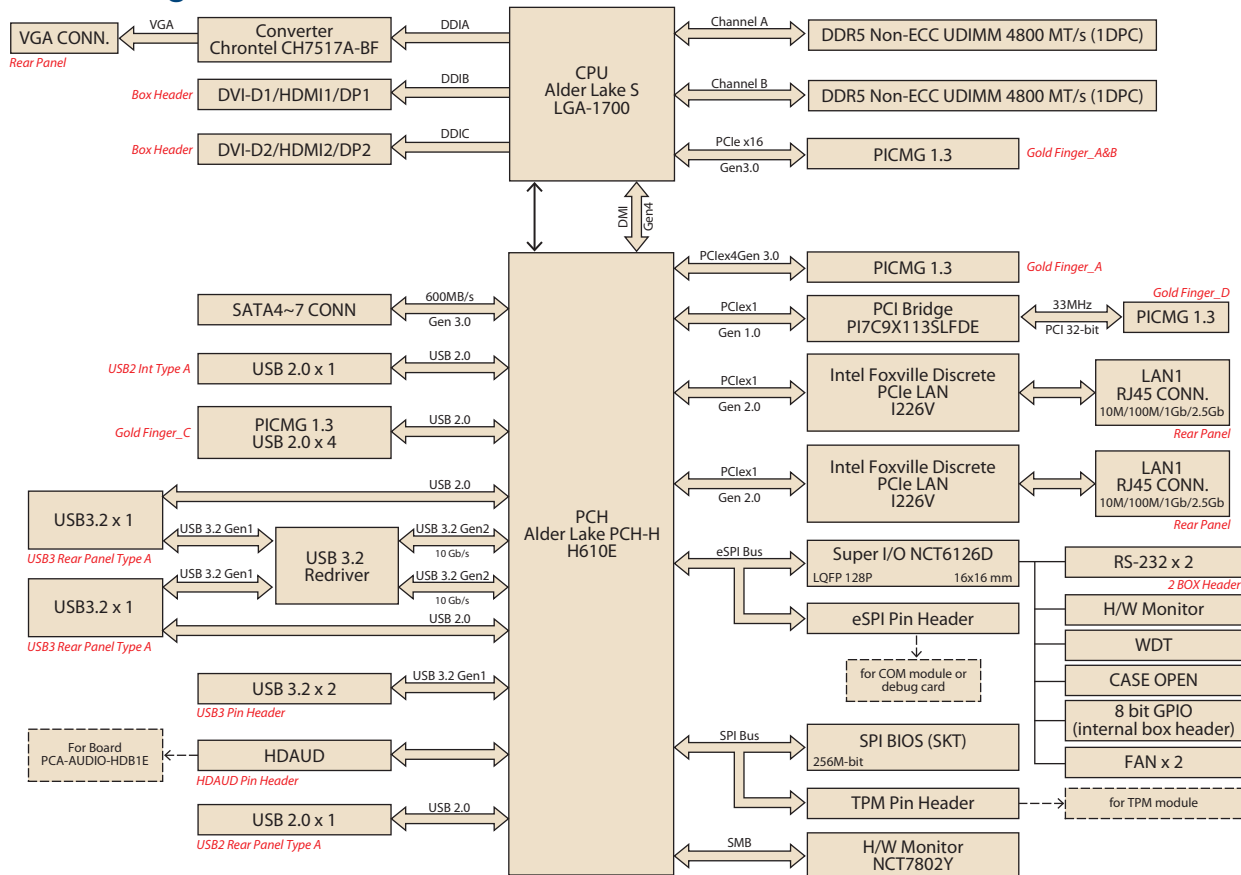 VGA CONN.
Rear Panel
VGA
Converter
Chrontel CH7517A-BF
DDIA
Box Header
DVI-D1/HDMI1/DP1
DDIB
Box Header
DVI-D2/HDMI2/DP2
DDIC
CPU
Alder Lake S
LGA-1700
Channel A
DDR5 Non-ECC UDIMM 4800 MT/s (1DPC)
Channel B
DDR5 Non-ECC UDIMM 4800 MT/s (1DPC)
PCIe x16
Gen3.0
PICMG 1.3
Gold Finger_A&B
DMI
Gen4
PCIex4Gen 3.0
PICMG 1.3
Gold Finger_A
SATA4~7 CONN
600MB/s
Gen 3.0
PCIex1
Gen 1.0
PCI Bridge
PI7C9X113SLFDE
33MHz
PCI 32-bit
Gold Finger_D
PICMG 1.3
USB2 Int Type A
USB 2.0 x 1
USB 2.0
PCIex1
Gen 2.0
Intel Foxville Discrete
PCIe LAN
I226V
LAN1
RJ45 CONN.
10M/100M/1Gb/2.5Gb
Rear Panel
Gold Finger_C
PICMG 1.3
USB 2.0 x 4
USB 2.0
PCIex1
Gen 2.0
Intel Foxville Discrete
PCIe LAN
I226V
LAN1
RJ45 CONN.
10M/100M/1Gb/2.5Gb
Rear Panel
USB3.2 x 1
USB3 Rear Panel Type A
USB 2.0
USB 3.2 Gen1
USB 3.2
Redriver
USB 3.2 Gen2
10 Gb/s
USB 3.2 Gen1
USB 3.2 Gen2
10 Gb/s
USB3.2 x 1
USB3 Rear Panel Type A
USB 2.0
PCH
Alder Lake PCH-H
H610E
eSPI Bus
Super I/O NCT6126D
LQFP 128P
16x16 mm
eSPI Pin Header
for COM module or
debug card
RS-232 x 2
2 BOX Header
H/W Monitor
WDT
CASE OPEN
8 bit GPIO
(internal box header)
FAN x 2
USB 3.2 x 2
USB3 Pin Header
USB 3.2 Gen1
For Board
PCA-AUDIO-HDB1E
HDAUD
HDAUD Pin Header
SPI Bus
SPI BIOS (SKT)
256M-bit
TPM Pin Header
for TPM module
USB 2.0 x 1
USB2 Rear Panel Type A
USB 2.0
SMB
H/W Monitor
NCT7802Y